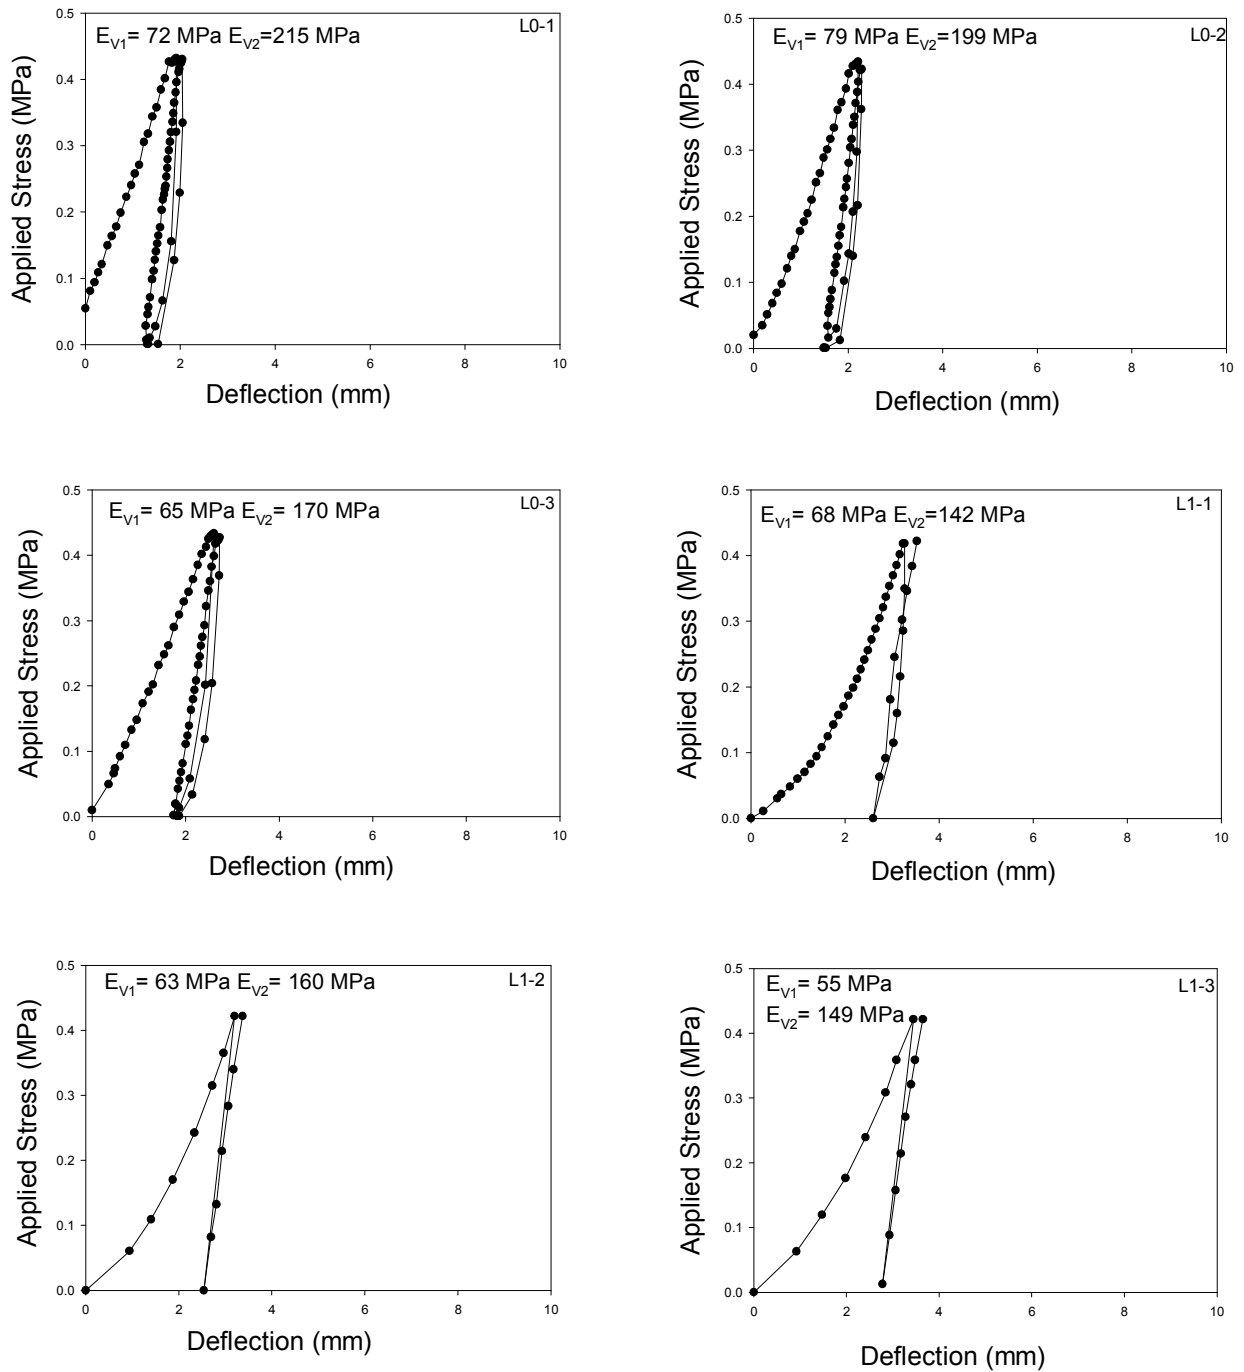 E_V1= 72 MPa E_V2=215 MPa
L0-1
0.5
0.4
0.3
0.2
0.1
0.0
Applied Stress (MPa)
0 2 4 6 8 10
Deflection (mm)
E_V1= 79 MPa E_V2=199 MPa
L0-2
0.5
0.4
0.3
0.2
0.1
0.0
Applied Stress (MPa)
0 2 4 6 8 10
Deflection (mm)
E_V1= 65 MPa E_V2= 170 MPa
L0-3
0.5
0.4
0.3
0.2
0.1
0.0
Applied Stress (MPa)
0 2 4 6 8 10
Deflection (mm)
E_V1= 68 MPa E_V2=142 MPa
L1-1
0.5
0.4
0.3
0.2
0.1
0.0
Applied Stress (MPa)
0 2 4 6 8 10
Deflection (mm)
E_V1= 63 MPa E_V2= 160 MPa
L1-2
0.5
0.4
0.3
0.2
0.1
0.0
Applied Stress (MPa)
0 2 4 6 8 10
Deflection (mm)
E_V1= 55 MPa
E_V2= 149 MPa
L1-3
0.5
0.4
0.3
0.2
0.1
0.0
Applied Stress (MPa)
0 2 4 6 8 10
Deflection (mm)